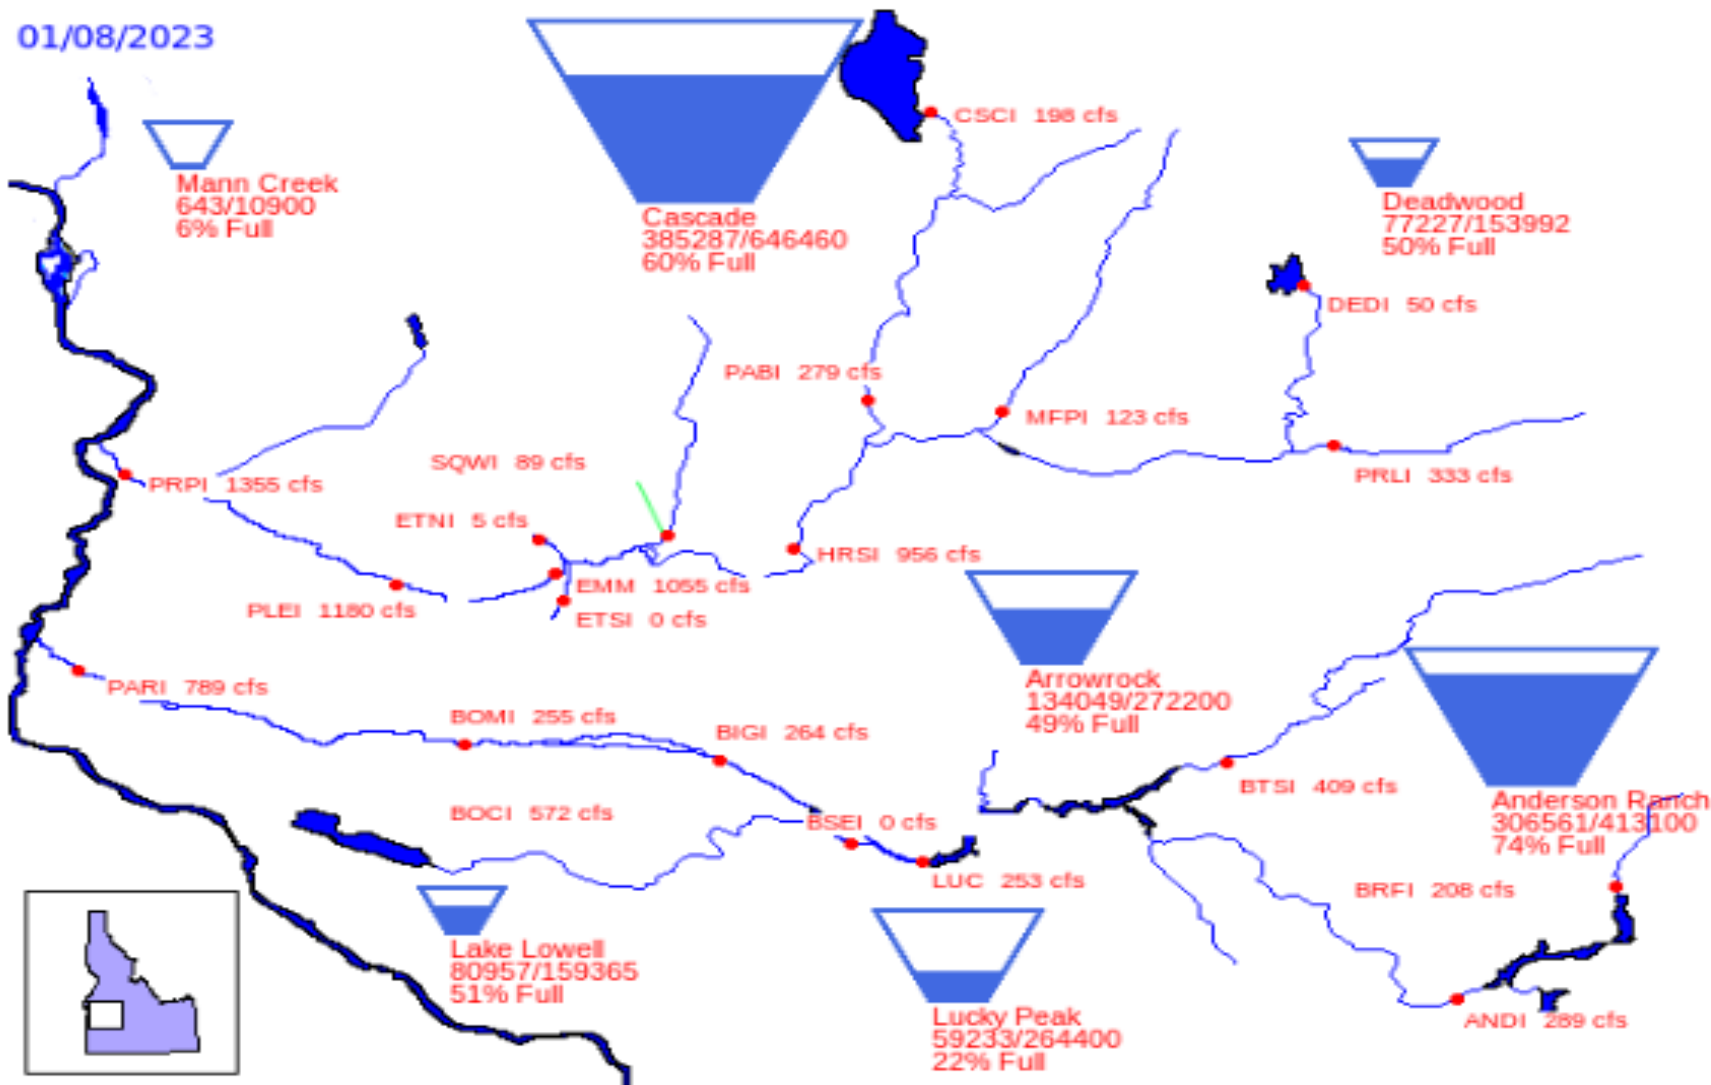 01/08/2023
CSCI 198 cfs
Mann Creek
643/10900
6% Full
Cascade
385287/646460
60% Full
Deadwood
77227/153992
50% Full
DEDI 50 cfs
PABI 279 cfs
MFPI 123 cfs
SQWI 89 cfs
PRLI 333 cfs
PRPI 1355 cfs
ETNI 5 cfs
HRSI 956 cfs
EMM 1055 cfs
PLEI 1180 cfs
ETSI 0 cfs
Arrowrock
134049/272200
49% Full
PARI 789 cfs
BOMI 255 cfs
BIGI 264 cfs
BTSI 409 cfs
Anderson Ranch
306561/413100
74% Full
BOCI 572 cfs
BSEI 0 cfs
LUC 253 cfs
BRFI 208 cfs
Lake Lowell
80957/159365
51% Full
Lucky Peak
59233/264400
22% Full
ANDI 289 cfs